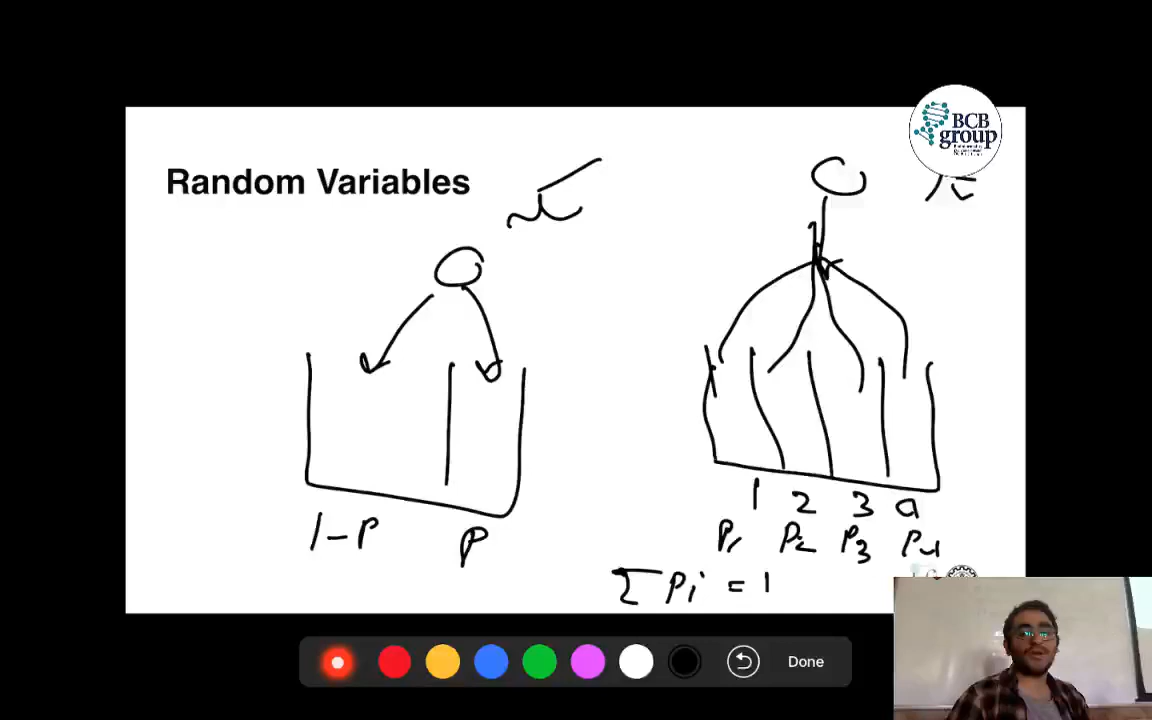 Random Variables
BCB
group
1-P
P
1 2 3 4
P1 P2 P3 P4
Σ Pi = 1
Done